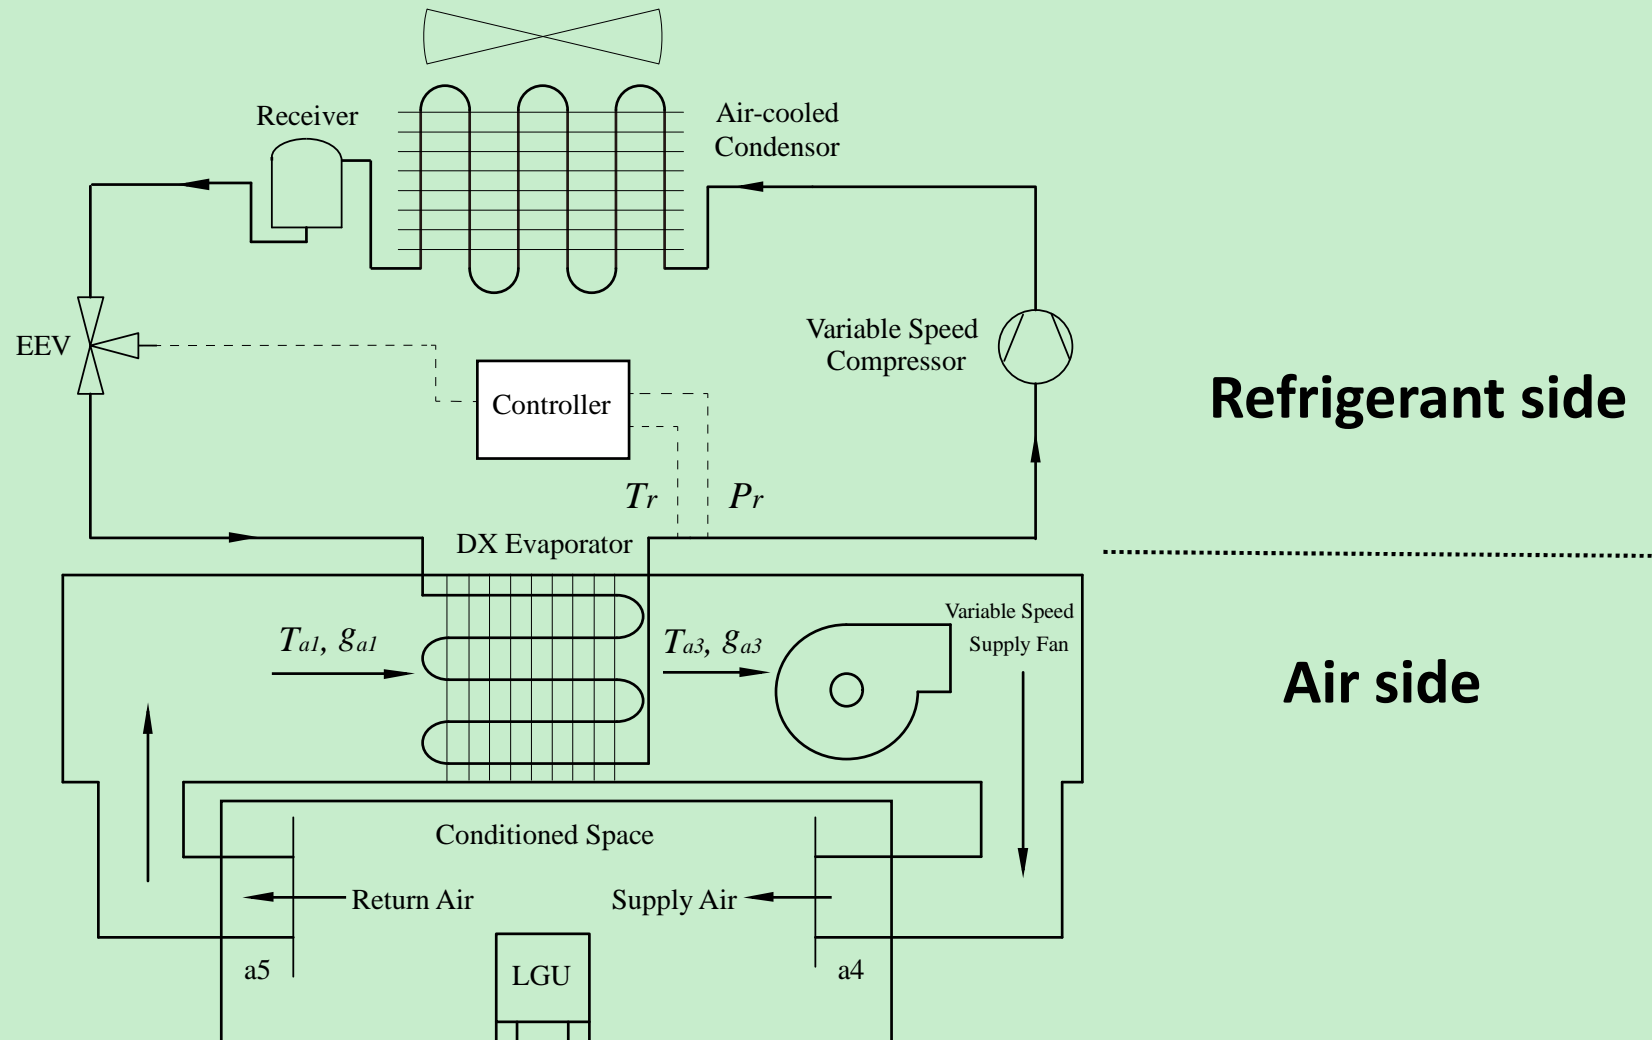 Receiver
Air-cooled
Condensor
EEV
Variable Speed
Compressor
Controller
Refrigerant side
Tr
Pr
DX Evaporator
Variable Speed
Supply Fan
Ta1, ga1
Ta3, ga3
Air side
Conditioned Space
Return Air
Supply Air
a5
LGU
a4